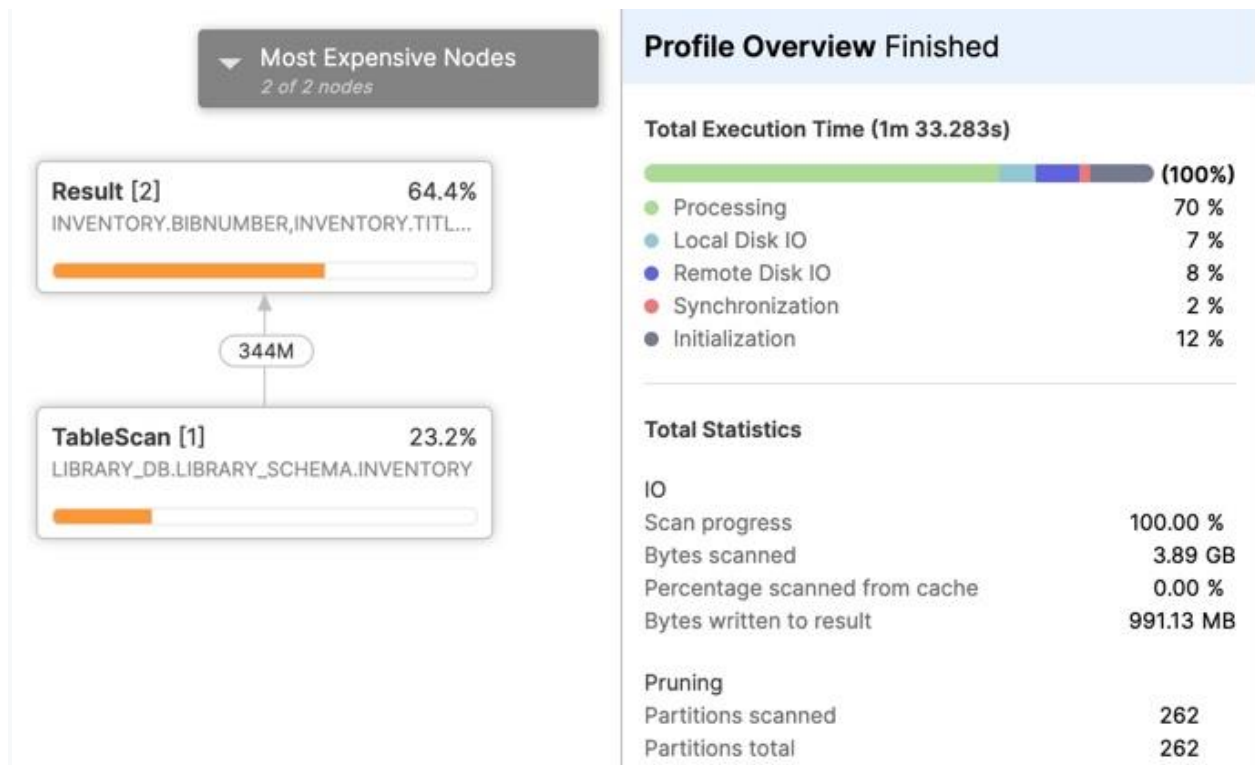 Most Expensive Nodes
2 of 2 nodes
Result [2] 64.4%
INVENTORY.BIBNUMBER,INVENTORY.TITL...
344M
TableScan [1] 23.2%
LIBRARY_DB.LIBRARY_SCHEMA.INVENTORY
Profile Overview Finished
Total Execution Time (1m 33.283s)
(100%)
Processing 70 %
Local Disk IO 7 %
Remote Disk IO 8 %
Synchronization 2 %
Initialization 12 %
Total Statistics
IO
Scan progress 100.00 %
Bytes scanned 3.89 GB
Percentage scanned from cache 0.00 %
Bytes written to result 991.13 MB
Pruning
Partitions scanned 262
Partitions total 262